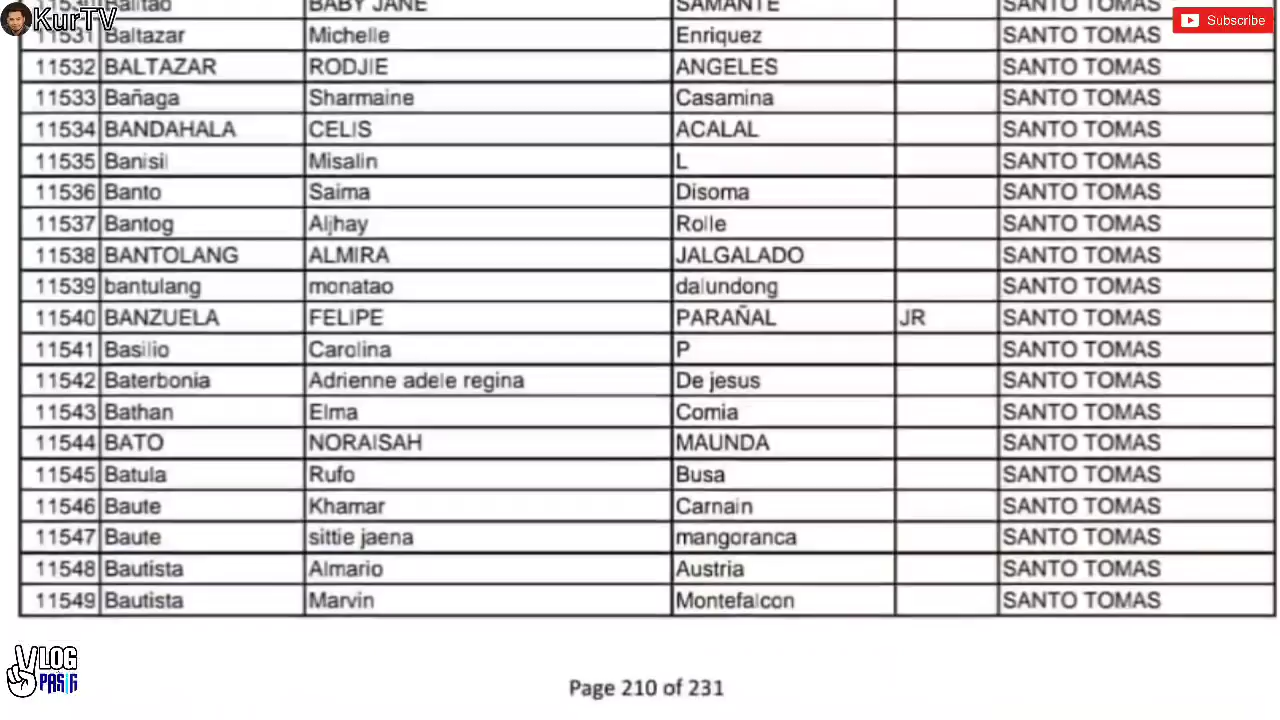 11530 Balitao BABY JANE SAMANTE SANTO TOMAS
KurTV
Subscribe
11531 Baltazar Michelle Enriquez SANTO TOMAS
11532 BALTAZAR RODJIE ANGELES SANTO TOMAS
11533 Bañaga Sharmaine Casamina SANTO TOMAS
11534 BANDAHALA CELIS ACALAL SANTO TOMAS
11535 Banisil Misalin L SANTO TOMAS
11536 Banto Saima Disoma SANTO TOMAS
11537 Bantog Aljhay Rolle SANTO TOMAS
11538 BANTOLANG ALMIRA JALGALADO SANTO TOMAS
11539 bantulang monatao dalundong SANTO TOMAS
11540 BANZUELA FELIPE PARAÑAL JR SANTO TOMAS
11541 Basilio Carolina P SANTO TOMAS
11542 Baterbonia Adrienne adele regina De jesus SANTO TOMAS
11543 Bathan Elma Comia SANTO TOMAS
11544 BATO NORAISAH MAUNDA SANTO TOMAS
11545 Batula Rufo Busa SANTO TOMAS
11546 Baute Khamar Carnain SANTO TOMAS
11547 Baute sittie jaena mangoranca SANTO TOMAS
11548 Bautista Almario Austria SANTO TOMAS
11549 Bautista Marvin Montefalcon SANTO TOMAS
VLOG
PASIG
Page 210 of 231